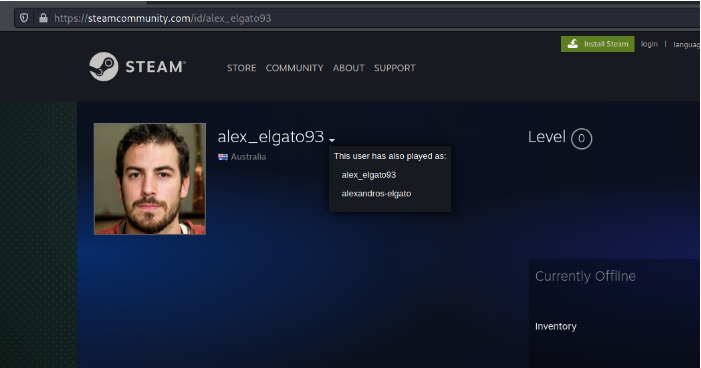 https://steamcommunity.com/id/alex_elgato93
Install Steam login | languag
STEAM
STORE COMMUNITY ABOUT SUPPORT
alex_elgato93
Australia
This user has also played as:
alex_elgato93
alexandros-elgato
Level 0
Currently Offline
Inventory